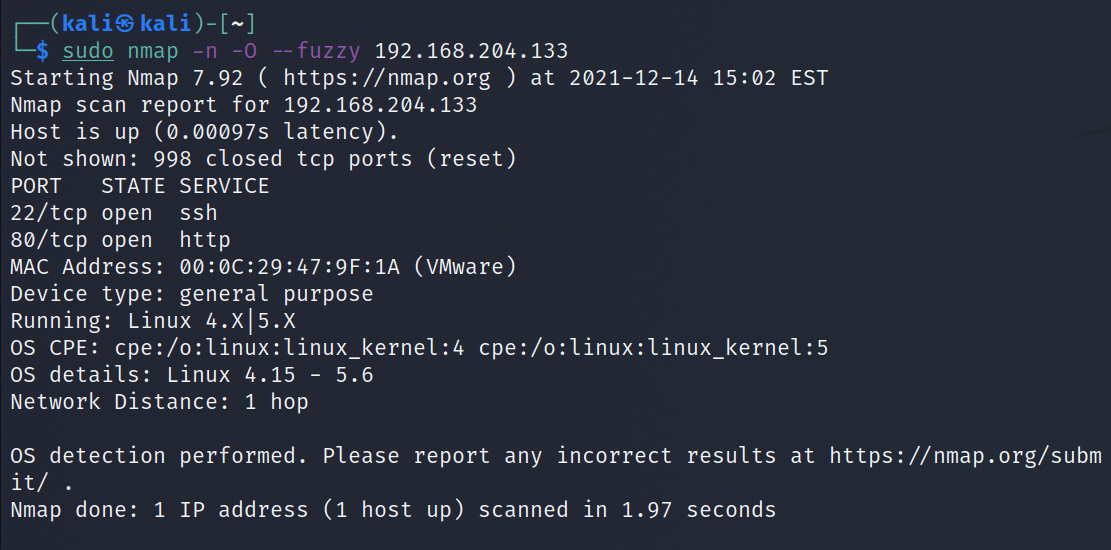 ┌──(kali㉿kali)-[~]
└─$ sudo nmap -n -O --fuzzy 192.168.204.133
Starting Nmap 7.92 ( https://nmap.org ) at 2021-12-14 15:02 EST
Nmap scan report for 192.168.204.133
Host is up (0.00097s latency).
Not shown: 998 closed tcp ports (reset)
PORT   STATE SERVICE
22/tcp open  ssh
80/tcp open  http
MAC Address: 00:0C:29:47:9F:1A (VMware)
Device type: general purpose
Running: Linux 4.X|5.X
OS CPE: cpe:/o:linux:linux_kernel:4 cpe:/o:linux:linux_kernel:5
OS details: Linux 4.15 - 5.6
Network Distance: 1 hop

OS detection performed. Please report any incorrect results at https://nmap.org/subm
it/ .
Nmap done: 1 IP address (1 host up) scanned in 1.97 seconds